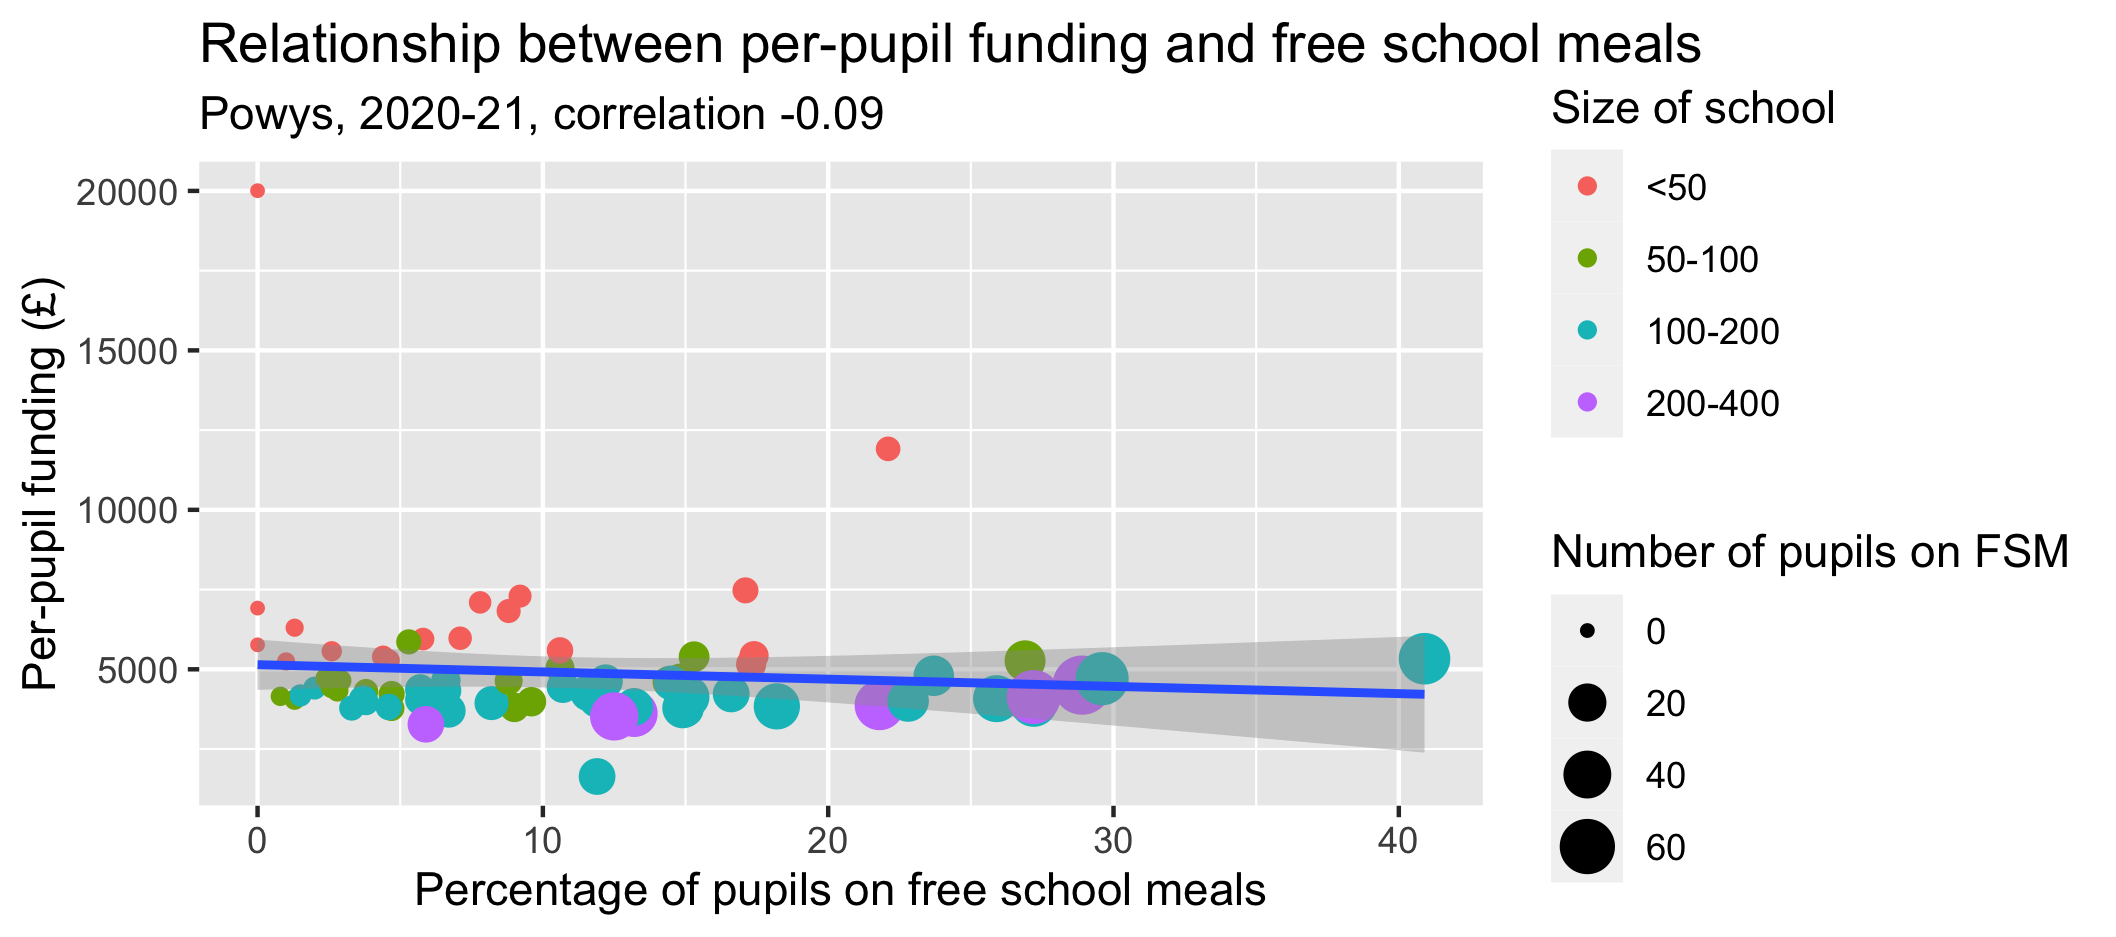 Relationship between per-pupil funding and free school meals
Powys, 2020-21, correlation -0.09
Per-pupil funding (£)
20000
15000
10000
5000
0 10 20 30 40
Percentage of pupils on free school meals
Size of school
<50
50-100
100-200
200-400
Number of pupils on FSM
0
20
40
60